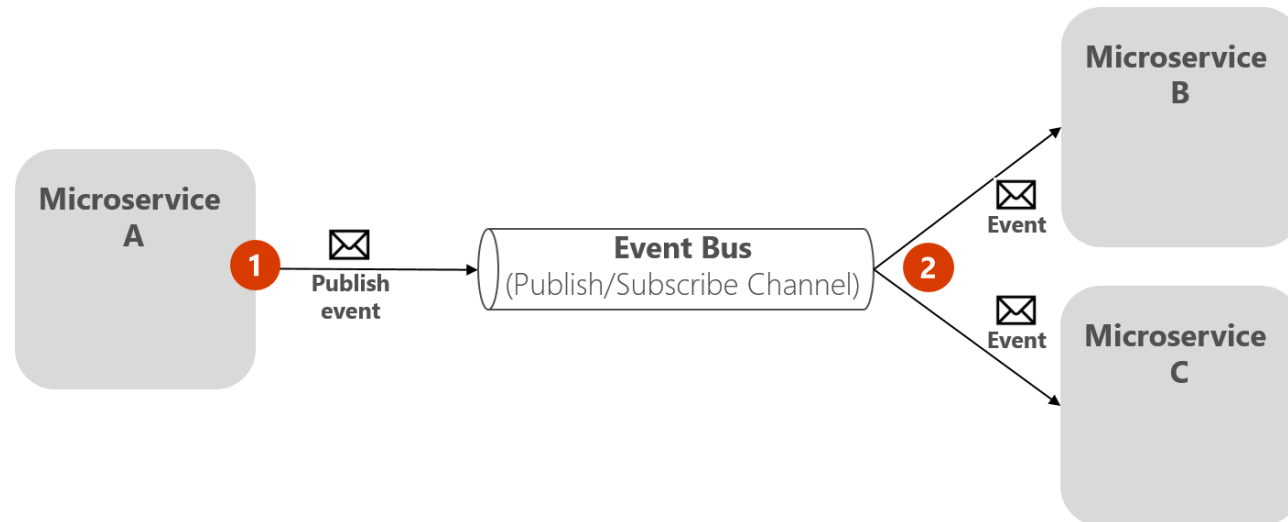 Microservice
A
1
Publish
event
Event Bus
(Publish/Subscribe Channel)
2
Event
Microservice
B
Event
Microservice
C